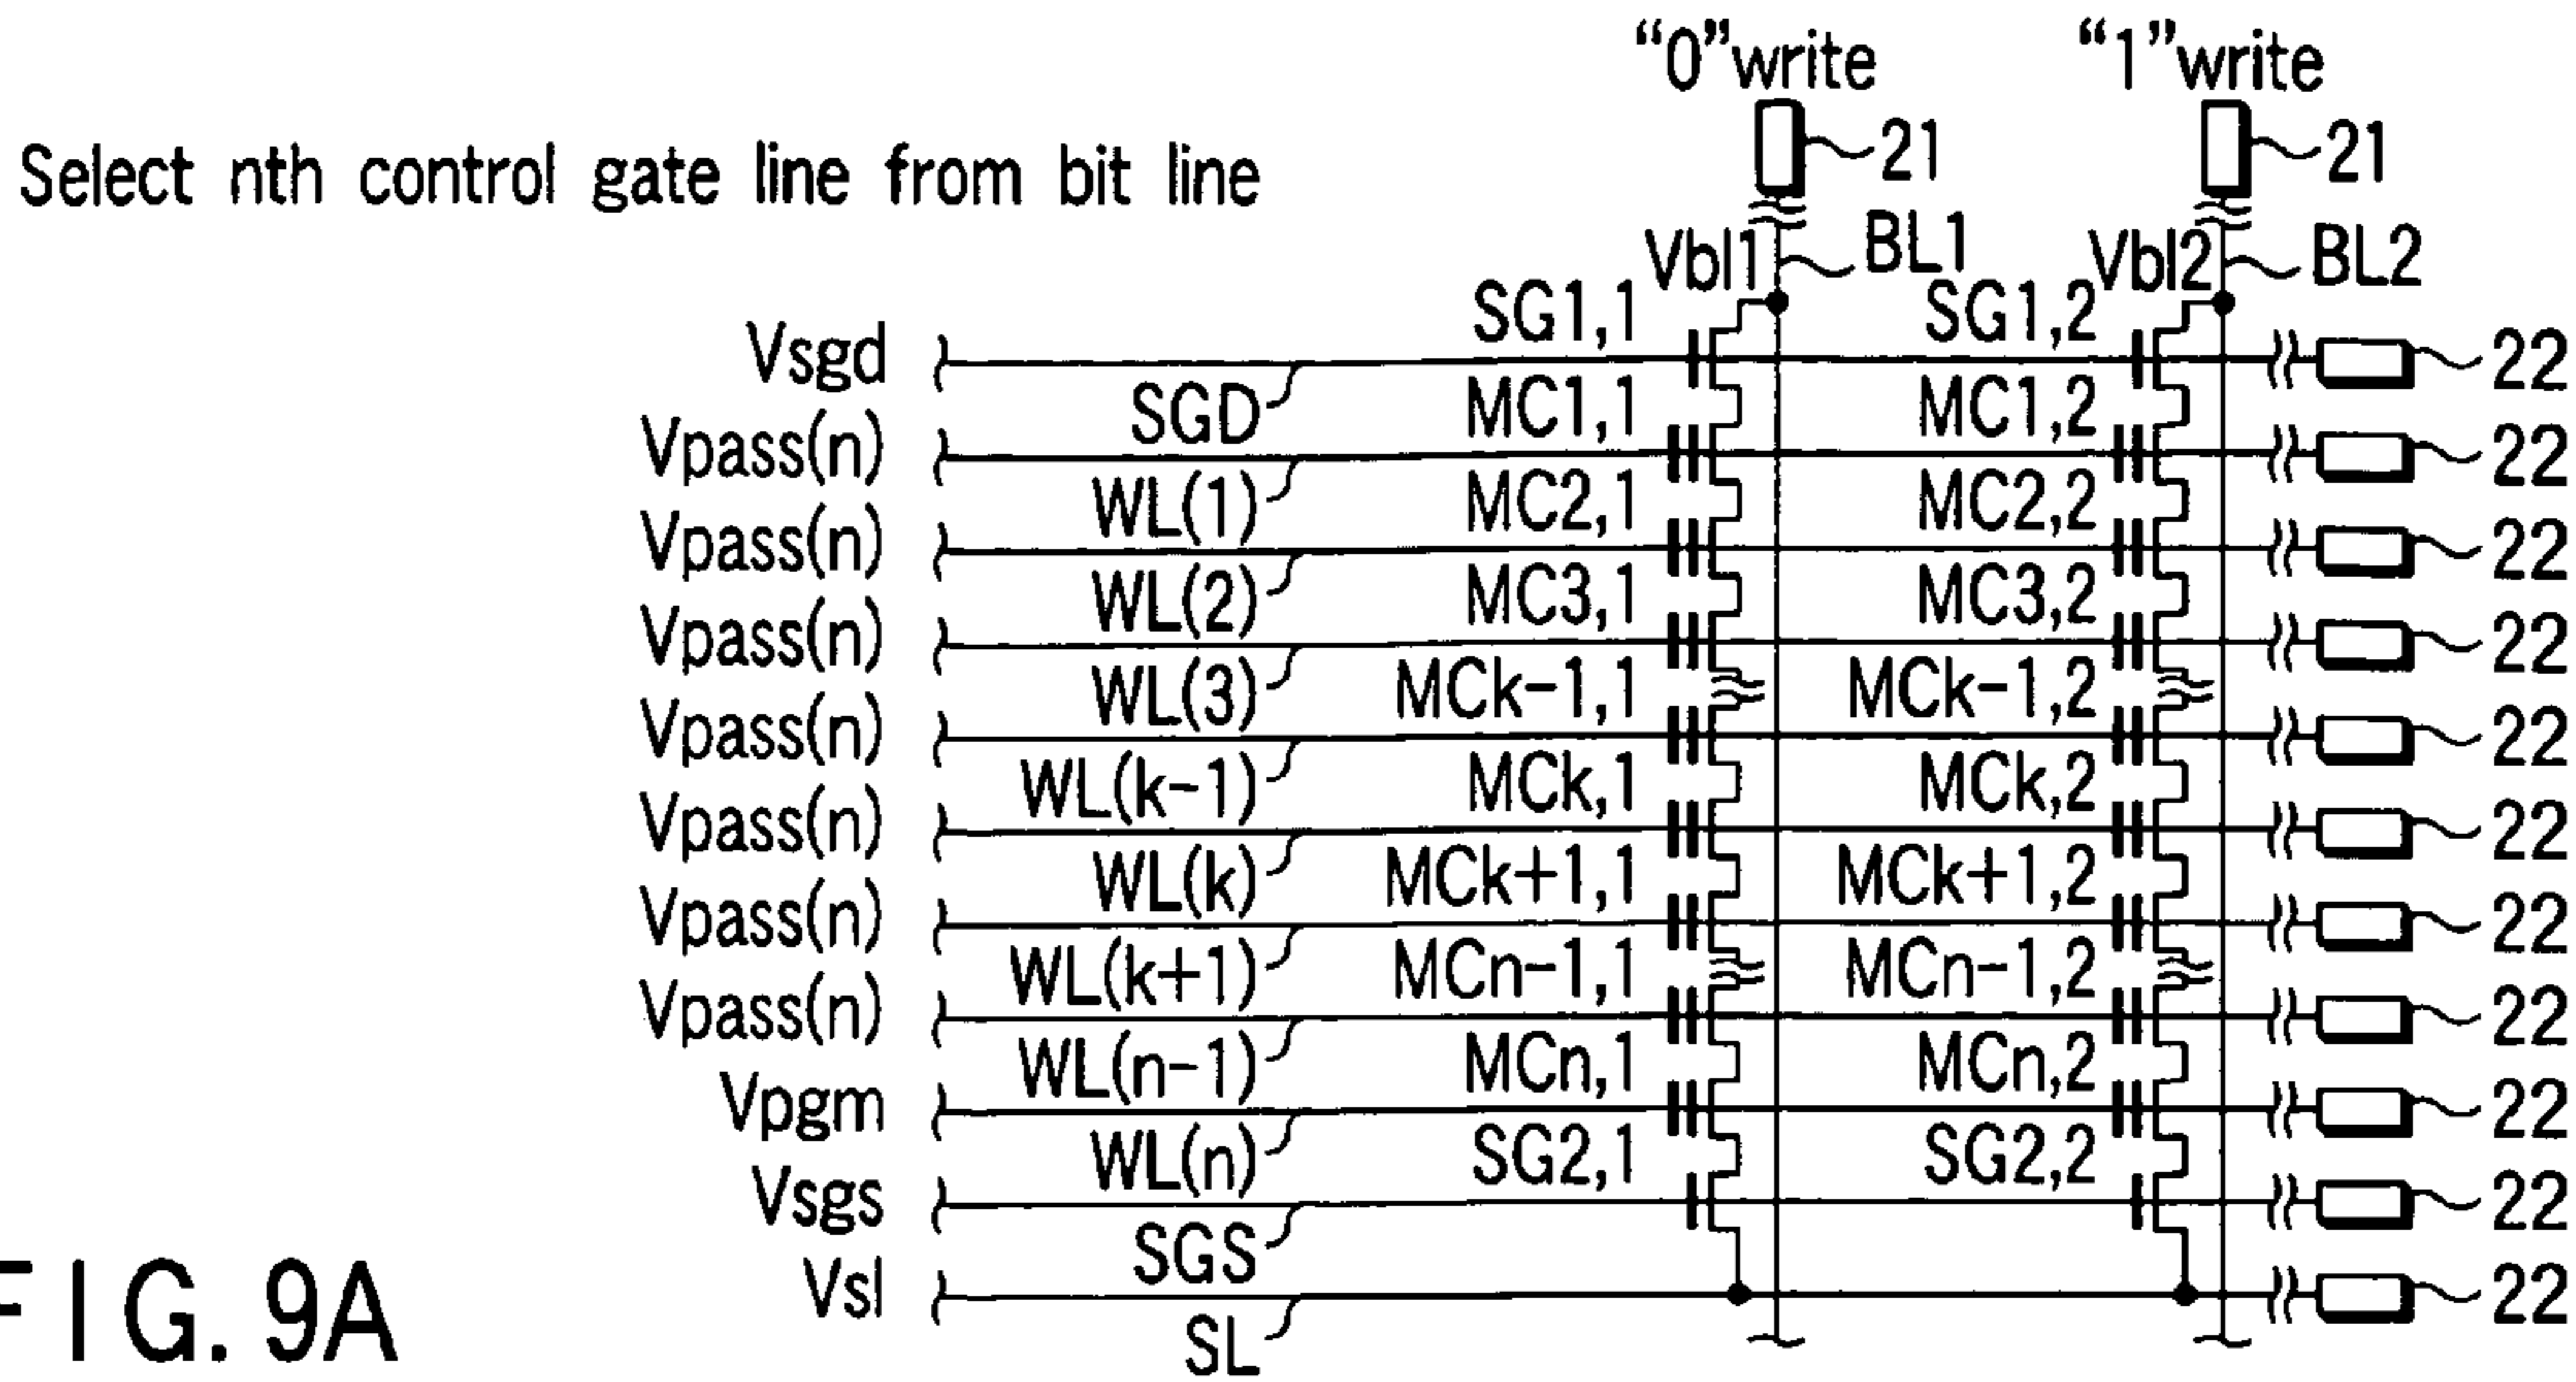 “0”write “1”write
21 21
Select nth control gate line from bit line
Vbl1 BL1 Vbl2 BL2
SG1,1 SG1,2
Vsgd 22
SGD MC1,1 MC1,2
Vpass(n) 22
WL(1) MC2,1 MC2,2
Vpass(n) 22
WL(2) MC3,1 MC3,2
Vpass(n) 22
WL(3) MCk-1,1 MCk-1,2
Vpass(n) 22
WL(k-1) MCk,1 MCk,2
Vpass(n) 22
WL(k) MCk+1,1 MCk+1,2
Vpass(n) 22
WL(k+1) MCn-1,1 MCn-1,2
Vpass(n) 22
WL(n-1) MCn,1 MCn,2
Vpgm 22
WL(n) SG2,1 SG2,2
Vsgs 22
SGS
Vsl 22
SL
FIG. 9A